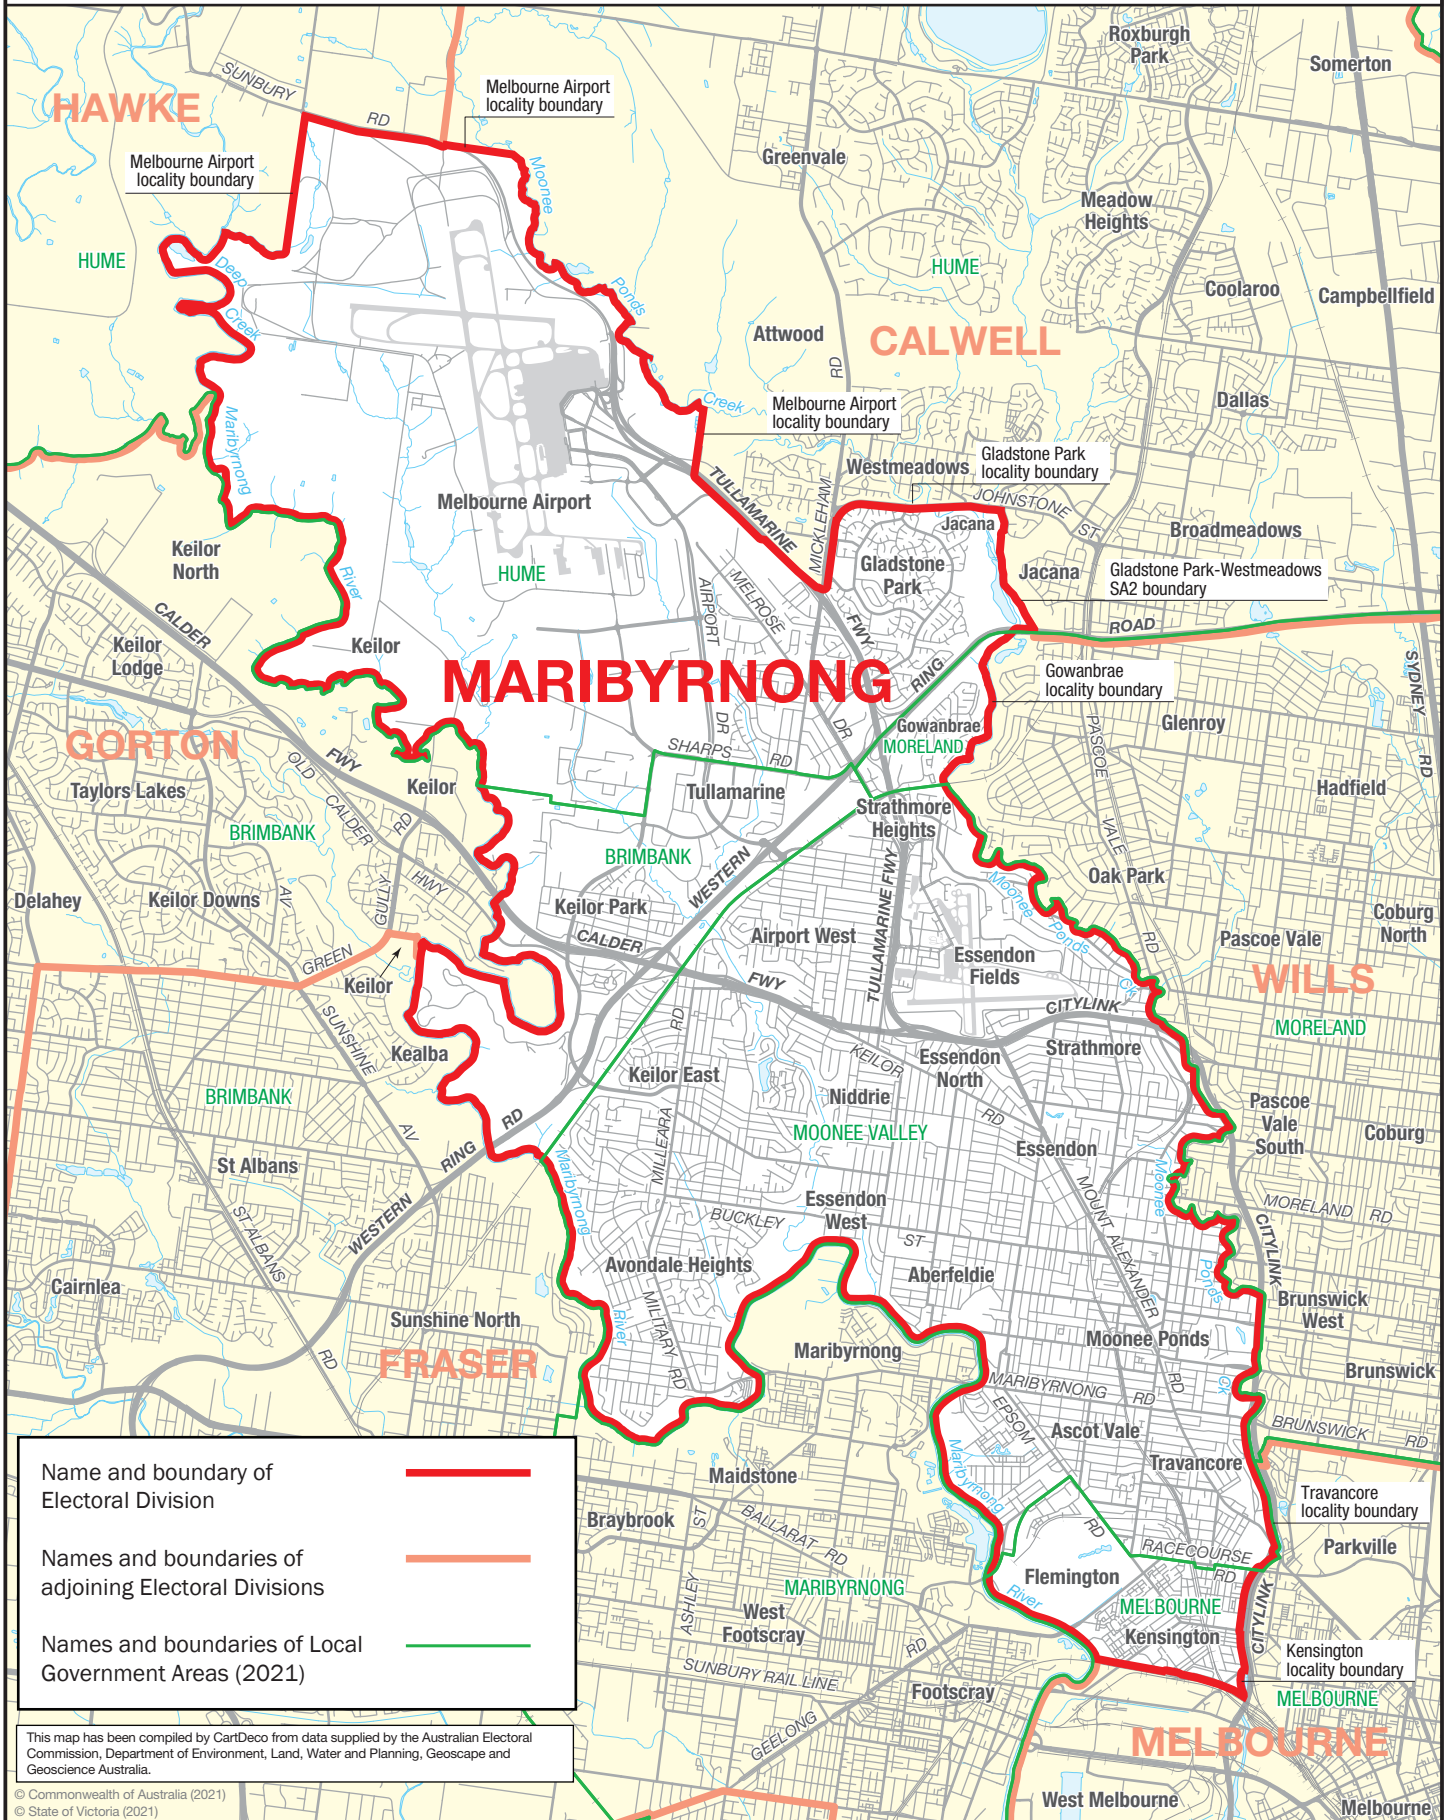 Roxburgh
Park
Somerton
SUNBURY
RD
HAWKE
Melbourne Airport
locality boundary
Melbourne Airport
locality boundary
Moonee
Greenvale
Meadow
Heights
HUME
Deep
Creek
Ponds
HUME
Coolaroo
Campbellfield
Attwood
CALWELL
RD
Creek
Melbourne Airport
locality boundary
Dallas
Maribyrnong
Westmeadows
Gladstone Park
locality boundary
TULLAMARINE
MICKLEHAM
JOHNSTONE
ST
Melbourne Airport
Jacana
Broadmeadows
Keilor
North
River
HUME
Gladstone
Park
Jacana
Gladstone Park-Westmeadows
SA2 boundary
AIRPORT
MELROSE
CALDER
FWY
ROAD
Keilor
Lodge
Keilor
MARIBYRNONG
RING
Gowanbrae
locality boundary
SYDNEY
GORTON
OLD
FWY
DR
DR
Gowanbrae
MORELAND
PASCOE
Glenroy
RD
SHARPS
RD
Taylors Lakes
Keilor
Tullamarine
Hadfield
CALDER
RD
BRIMBANK
Strathmore
Heights
VALE
BRIMBANK
WESTERN
TULLAMARINE FWY
HWY
Moonee
Oak Park
Delahey
Keilor Downs
AV
GULLY
Keilor Park
Coburg
North
Airport West
Ponds
RD
Pascoe Vale
CALDER
GREEN
Keilor
FWY
Essendon
Fields
Ck
WILLS
CITYLINK
MORELAND
SUNSHINE
RD
Kealba
KEILOR
Essendon
North
Strathmore
Keilor East
BRIMBANK
Niddrie
Pascoe
Vale
South
RD
RD
MOONEE VALLEY
Coburg
AV
MILLEARA
Essendon
RING
St Albans
Maribyrnong
Moonee
MOUNT
Essendon
West
MORELAND
RD
ST ALBANS
WESTERN
BUCKLEY
ST
CITYLINK
ALEXANDER
Avondale Heights
Aberfeldie
Ponds
Cairnlea
Brunswick
West
Sunshine North
River
MILITARY
RD
Moonee Ponds
Maribyrnong
RD
FRASER
Brunswick
MARIBYRNONG
RD
RD
Ck
EPSOM
BRUNSWICK
RD
Ascot Vale
Maribyrnong
Travancore
Name and boundary of
Electoral Division
Maidstone
Travancore
locality boundary
Braybrook
ST
BALLARAT
RD
RD
RACECOURSE
RD
Parkville
Names and boundaries of
adjoining Electoral Divisions
Flemington
MARIBYRNONG
River
ASHLEY
MELBOURNE
CITYLINK
West
Footscray
Kensington
Names and boundaries of Local
Government Areas (2021)
RD
Kensington
locality boundary
SUNBURY RAIL LINE
Footscray
MELBOURNE
GEELONG
MELBOURNE
This map has been compiled by CartDeco from data supplied by the Australian Electoral
Commission, Department of Environment, Land, Water and Planning, Geoscape and
Geoscience Australia.
© Commonwealth of Australia (2021)
© State of Victoria (2021)
West Melbourne
Melbourne